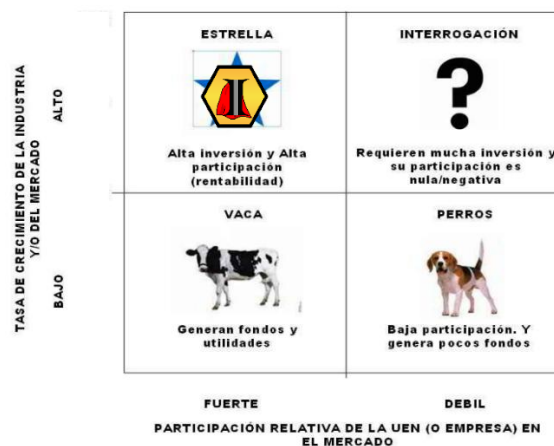 ESTRELLA
INTERROGACIÓN
Alta inversión y Alta
participación
(rentabilidad)
Requieren mucha inversión y
su participación es
nula/negativa
VACA
PERROS
Generan fondos y
utilidades
Baja participación. Y
genera pocos fondos
TASA DE CRECIMIENTO DE LA INDUSTRIA
Y/O DEL MERCADO
ALTO
BAJO
FUERTE
DEBIL
PARTICIPACIÓN RELATIVA DE LA UEN (O EMPRESA) EN
EL MERCADO